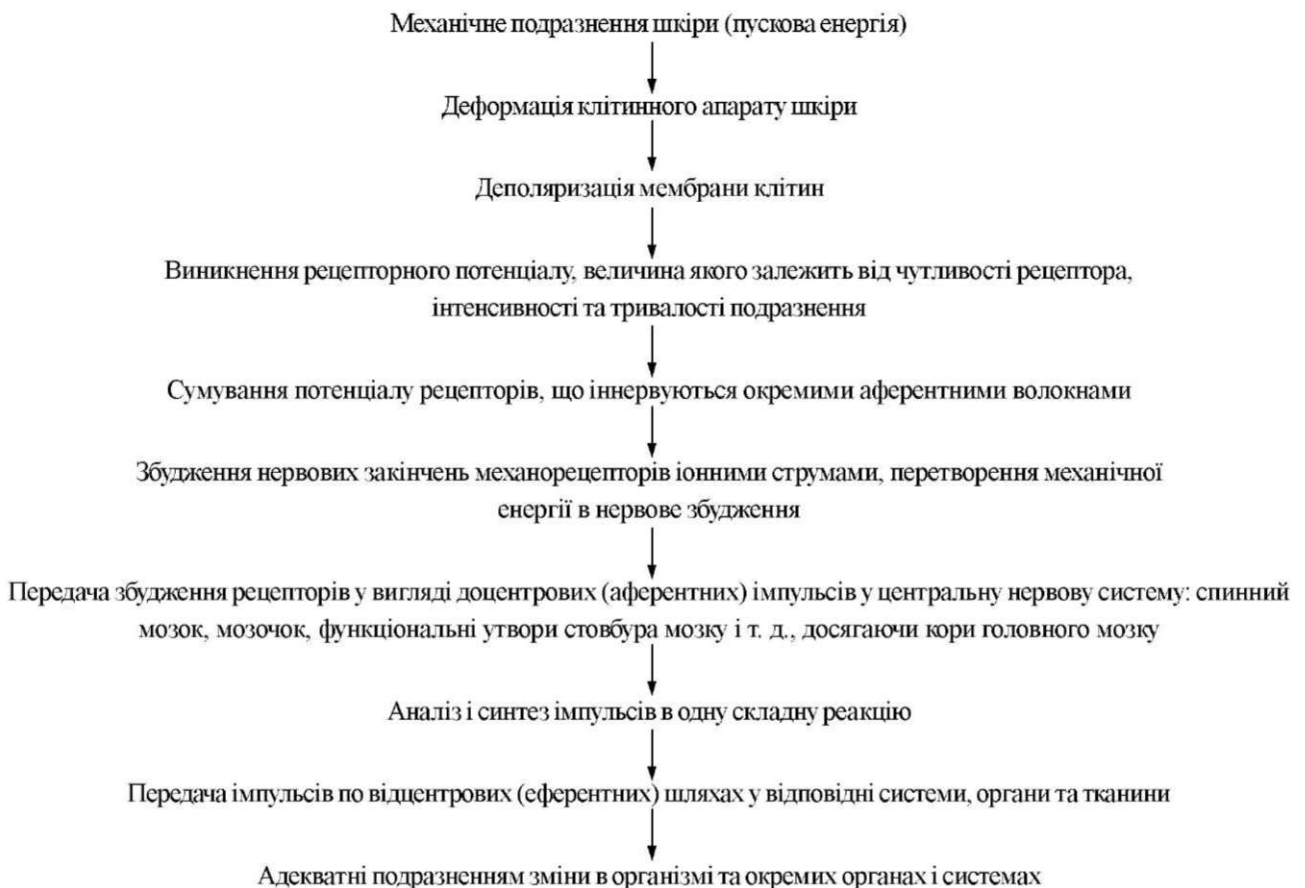 Механічне подразнення шкіри (пускова енергія)
Деформація клітинного апарату шкіри
Деполяризація мембрани клітин
Виникнення рецепторного потенціалу, величина якого залежить від чутливості рецептора,
інтенсивності та тривалості подразнення
Сумування потенціалу рецепторів, що іннервуються окремими аферентними волокнами
Збудження нервових закінчень механорецепторів іонними струмами, перетворення механічної
енергії в нервове збудження
Передача збудження рецепторів у вигляді доцентрових (аферентних) імпульсів у центральну нервову систему: спинний
мозок, мозочок, функціональні утвори стовбура мозку і т. д., досягаючи кори головного мозку
Аналіз і синтез імпульсів в одну складну реакцію
Передача імпульсів по відцентрових (еферентних) шляхах у відповідні системи, органи та тканини
Адекватні подразненням зміни в організмі та окремих органах і системах